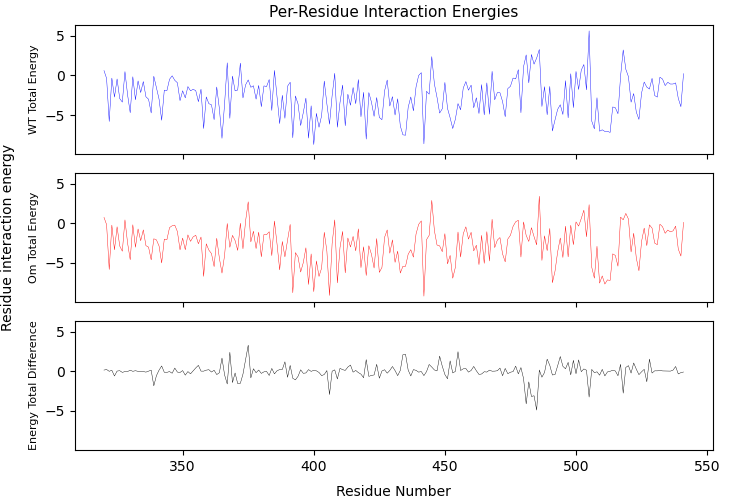 Per-Residue Interaction Energies
Residue interaction energy
WT Total Energy
5
0
−5
Om Total Energy
5
0
−5
Energy Total Difference
5
0
−5
350
400
450
500
550
Residue Number